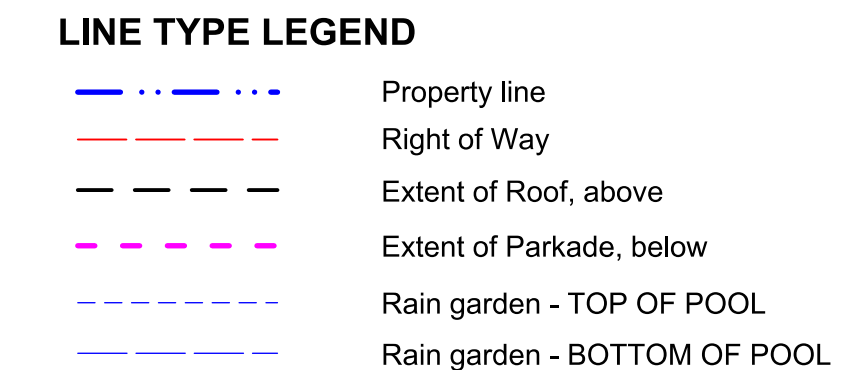 LINE TYPE LEGEND
Property line
Right of Way
Extent of Roof, above
Extent of Parkade, below
Rain garden - TOP OF POOL
Rain garden - BOTTOM OF POOL